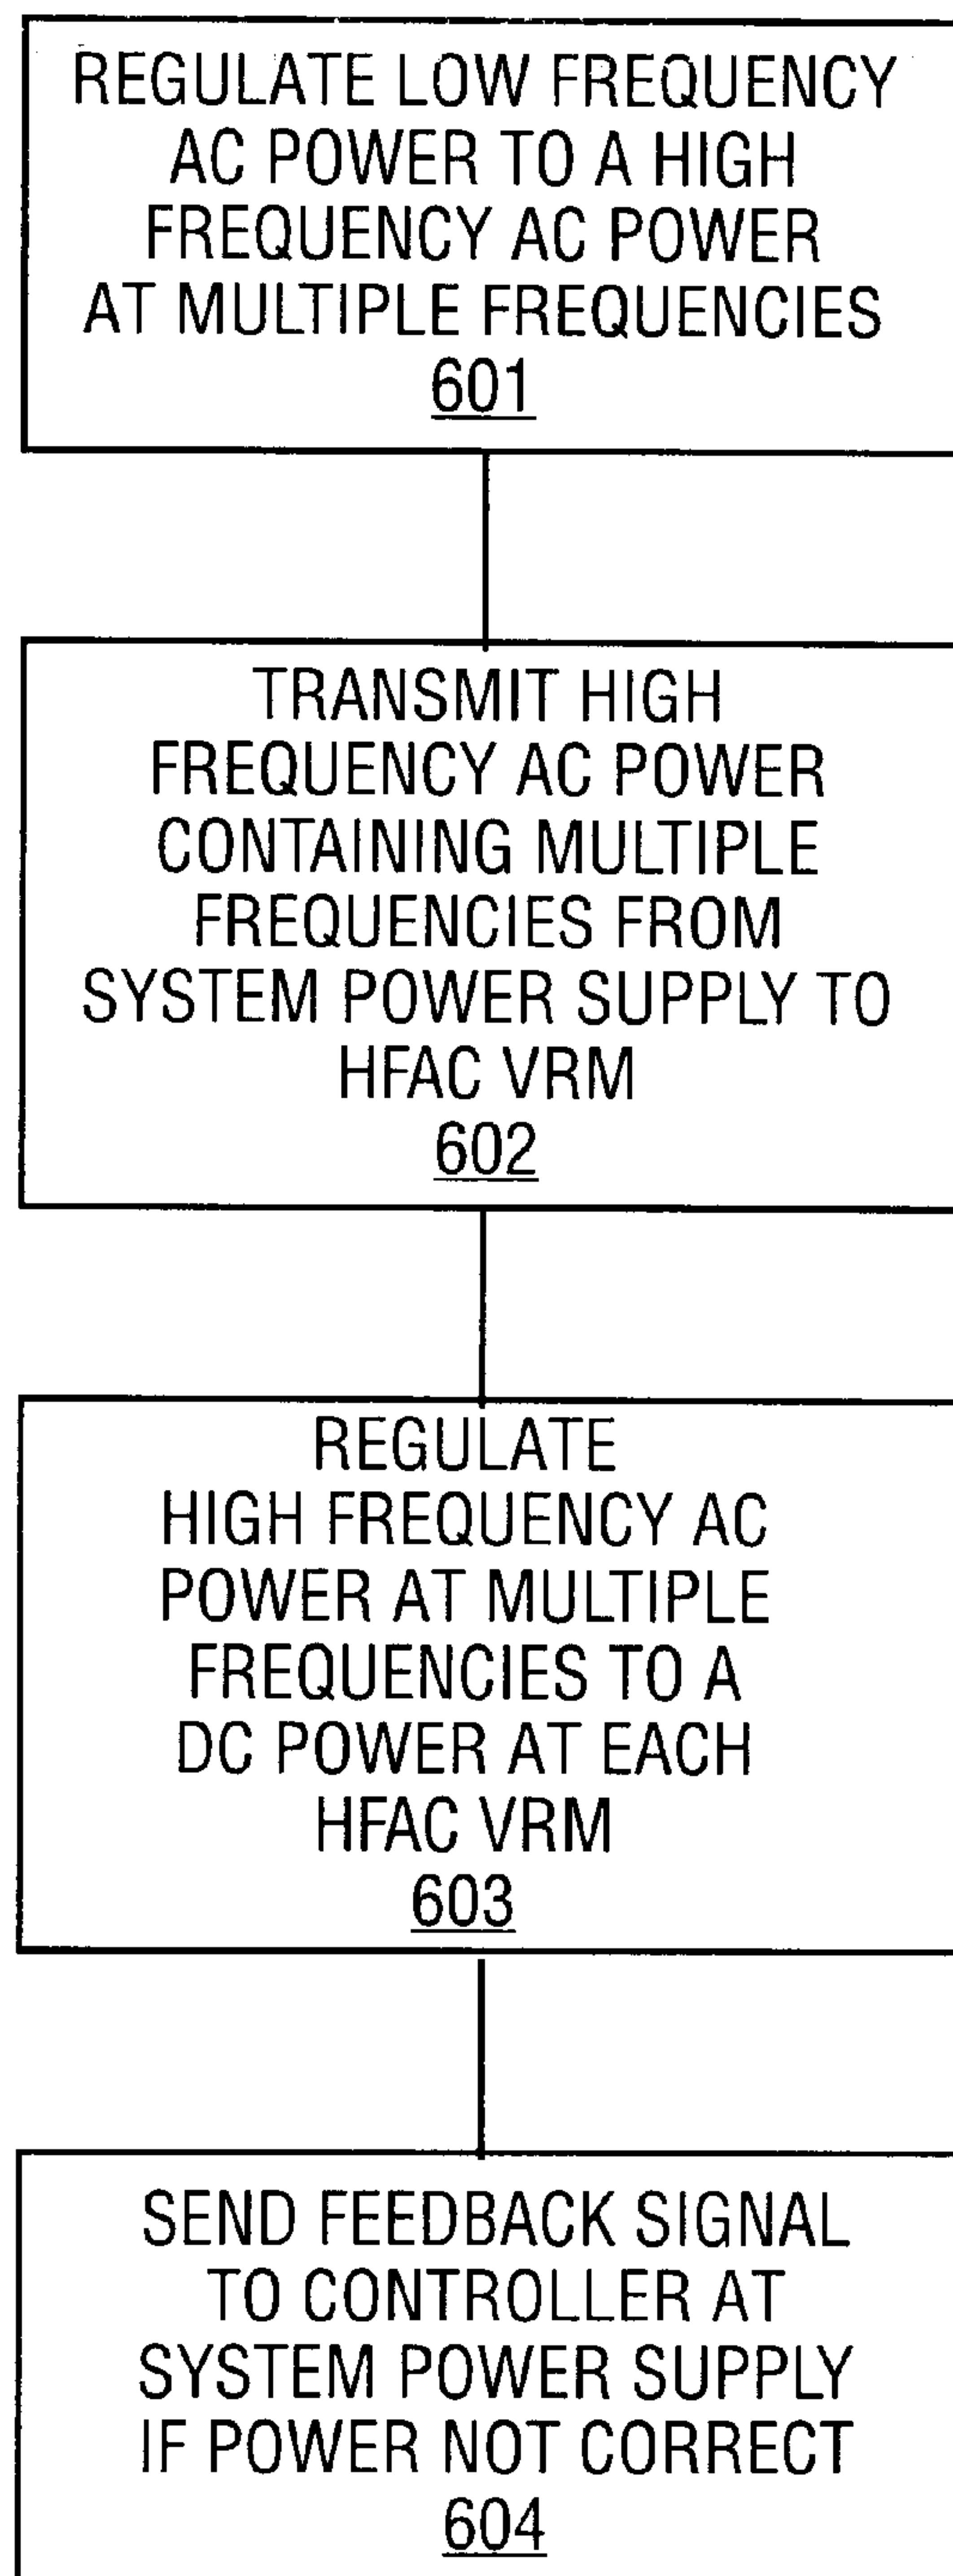 REGULATE LOW FREQUENCY
AC POWER TO A HIGH
FREQUENCY AC POWER
AT MULTIPLE FREQUENCIES
601
TRANSMIT HIGH
FREQUENCY AC POWER
CONTAINING MULTIPLE
FREQUENCIES FROM
SYSTEM POWER SUPPLY TO
HFAC VRM
602
REGULATE
HIGH FREQUENCY AC
POWER AT MULTIPLE
FREQUENCIES TO A
DC POWER AT EACH
HFAC VRM
603
SEND FEEDBACK SIGNAL
TO CONTROLLER AT
SYSTEM POWER SUPPLY
IF POWER NOT CORRECT
604